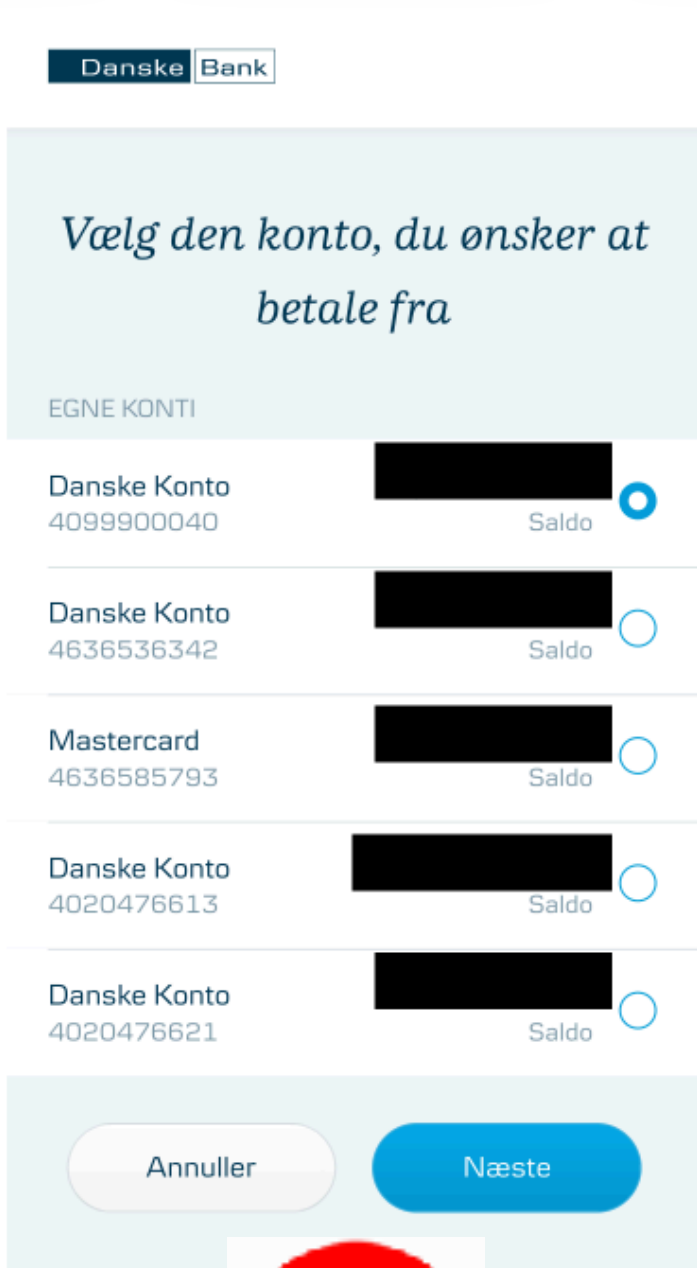 Danske Bank
Vælg den konto, du ønsker at
betale fra
EGNE KONTI
Danske Konto
4099900040 Saldo
Danske Konto
4636536342 Saldo
Mastercard
4636585793 Saldo
Danske Konto
4020476613 Saldo
Danske Konto
4020476621 Saldo
Annuller Næste